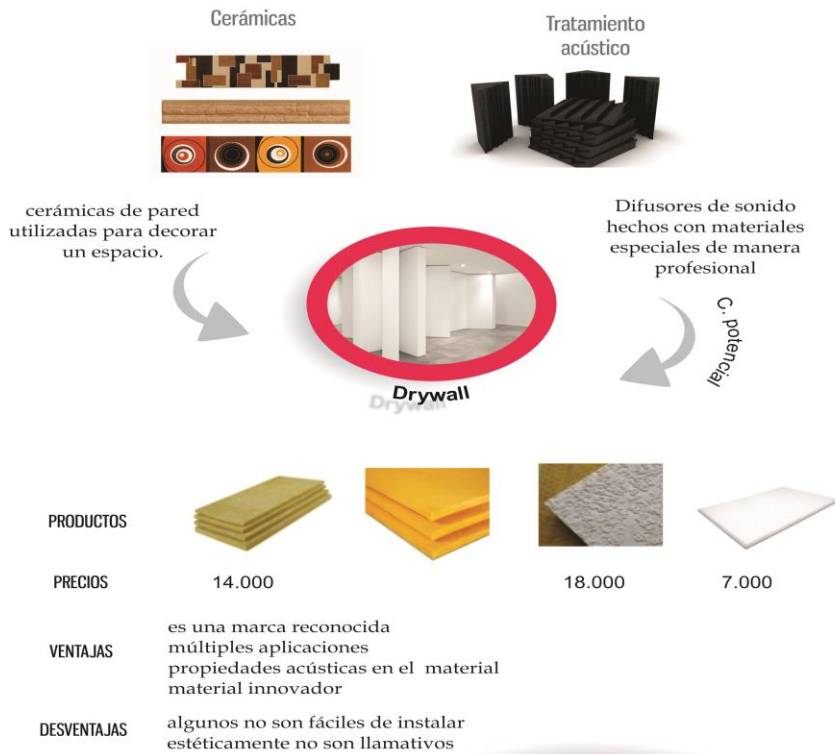 Cerámicas
Tratamiento
acústico
cerámicas de pared
utilizadas para decorar
un espacio.
Difusores de sonido
hechos con materiales
especiales de manera
profesional
C. potencial
Drywall
PRODUCTOS
PRECIOS 14.000 18.000 7.000
VENTAJAS
es una marca reconocida
múltiples aplicaciones
propiedades acústicas en el material
material innovador
DESVENTAJAS
algunos no son fáciles de instalar
estéticamente no son llamativos